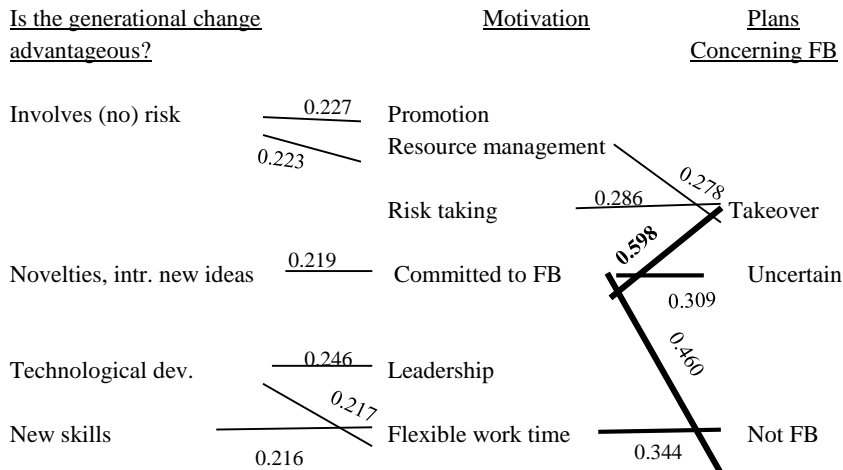 Is the generational change Motivation Plans
advantageous? Concerning FB
Involves (no) risk 0.227 Promotion
0.223 Resource management 0.278
Risk taking 0.286 Takeover
0.598
Novelties, intr. new ideas 0.219 Committed to FB Uncertain
0.309
0.460
Technological dev. 0.246 Leadership
0.217
New skills Flexible work time Not FB
0.216 0.344